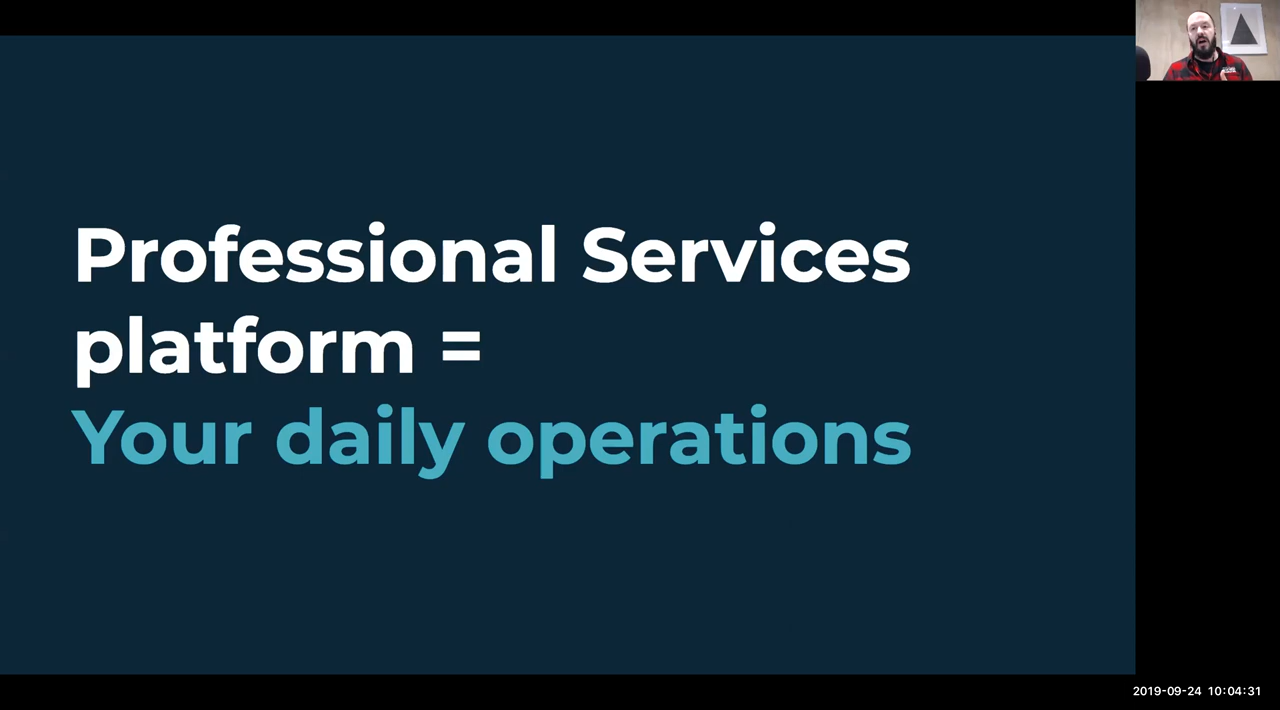 Professional Services
platform =
Your daily operations
2019-09-24 10:04:31